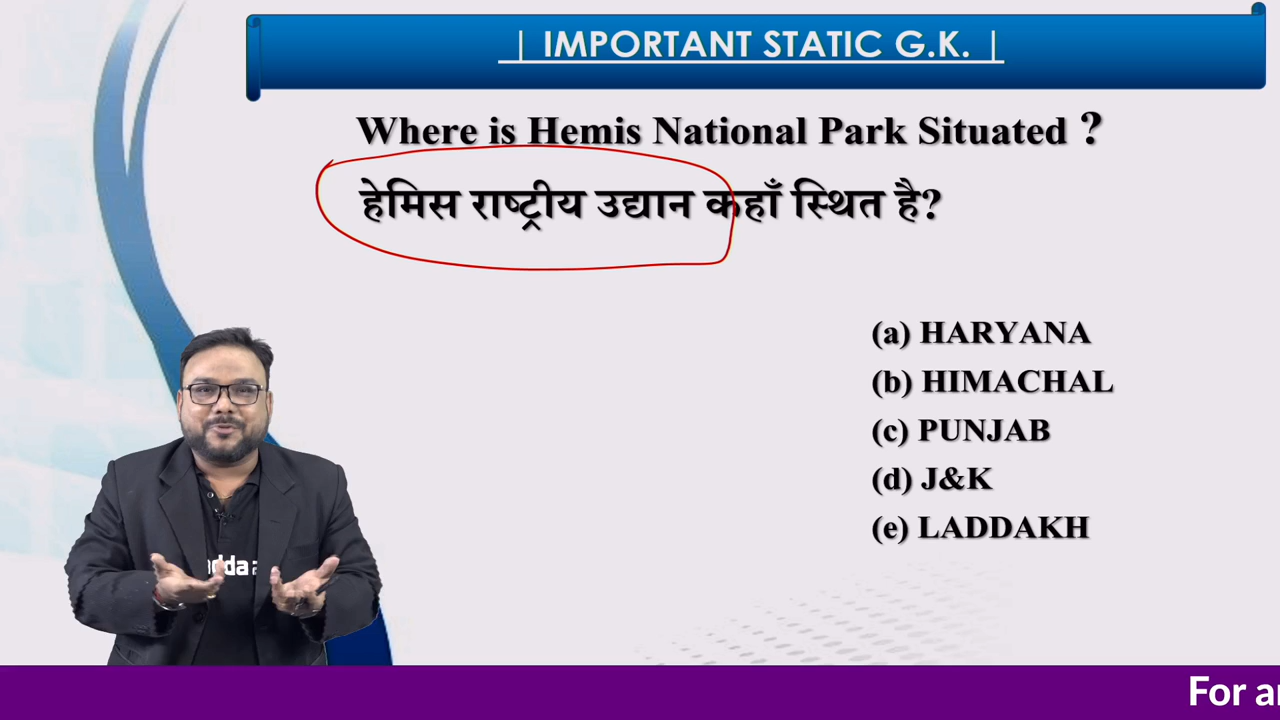 | IMPORTANT STATIC G.K. |
Where is Hemis National Park Situated ?
हेमिस राष्ट्रीय उद्यान कहाँ स्थित है?
(a) HARYANA
(b) HIMACHAL
(c) PUNJAB
(d) J&K
(e) LADDAKH
For